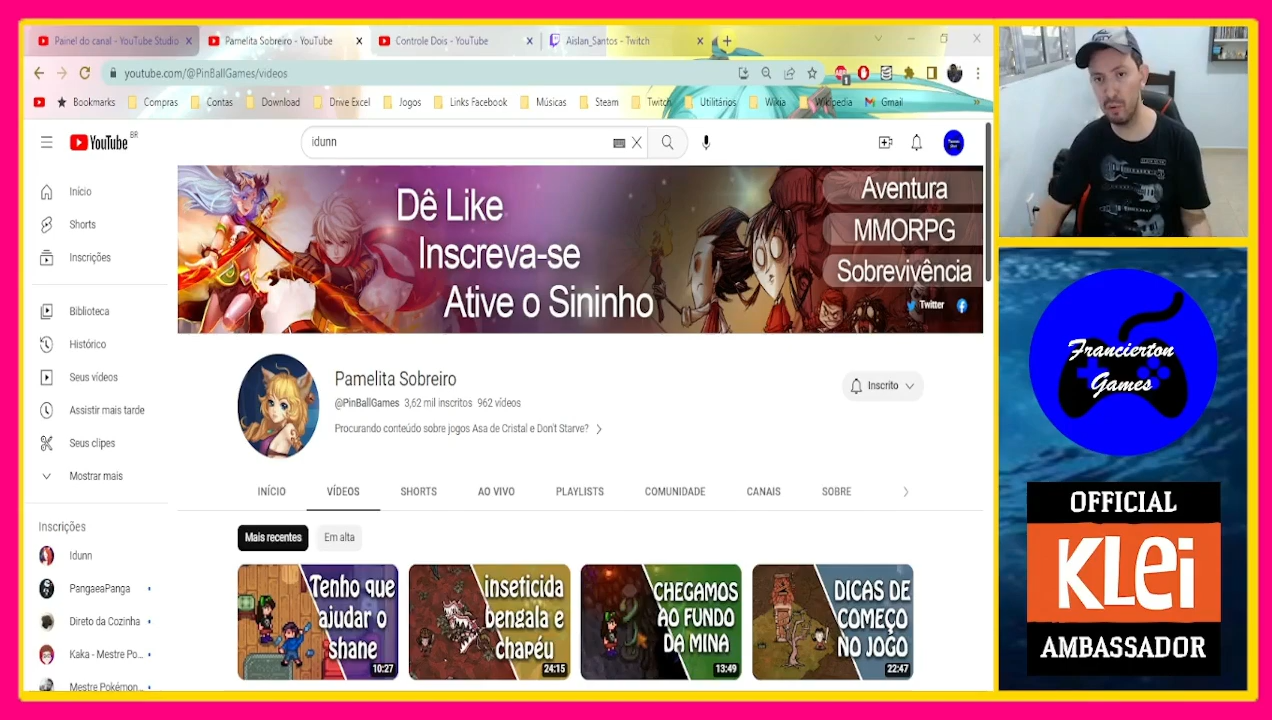 Painel do canal - YouTube Studio
Pamelita Sobreiro - YouTube
Controle Dois - YouTube
Aislan_Santos - Twitch
youtube.com/@PinBallGames/videos
Bookmarks
Compras
Contas
Download
Drive Excel
Jogos
Links Facebook
Músicas
Steam
Twitch
Utilitários
Wikia
Wikipedia
Gmail
YouTube BR
idunn
Início
Shorts
Inscrições
Biblioteca
Histórico
Seus vídeos
Assistir mais tarde
Seus clipes
Mostrar mais
Inscrições
Idunn
PangaeaPanga
Direto da Cozinha
Kaka - Mestre Po...
Mestre Pokémon...
Dê Like
Inscreva-se
Ative o Sininho
Aventura
MMORPG
Sobrevivência
Twitter
Pamelita Sobreiro
@PinBallGames 3,62 mil inscritos 962 vídeos
Procurando conteúdo sobre jogos Asa de Cristal e Don't Starve?
Inscrito
INÍCIO
VÍDEOS
SHORTS
AO VIVO
PLAYLISTS
COMUNIDADE
CANAIS
SOBRE
Mais recentes
Em alta
Tenho que
ajudar o
shane
10:27
inseticida
bengala e
chapéu
24:15
CHEGAMOS
AO FUNDO
DA MINA
13:49
DICAS DE
COMEÇO
NO JOGO
22:47
Francierton
Games
OFFICIAL
KLei
AMBASSADOR